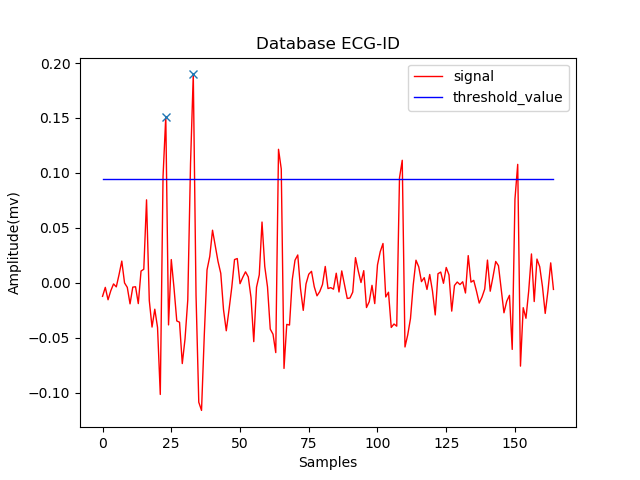 Database ECG-ID
signal
threshold_value
Amplitude(mv)
0.20
0.15
0.10
0.05
0.00
−0.05
−0.10
0
25
50
75
100
125
150
Samples